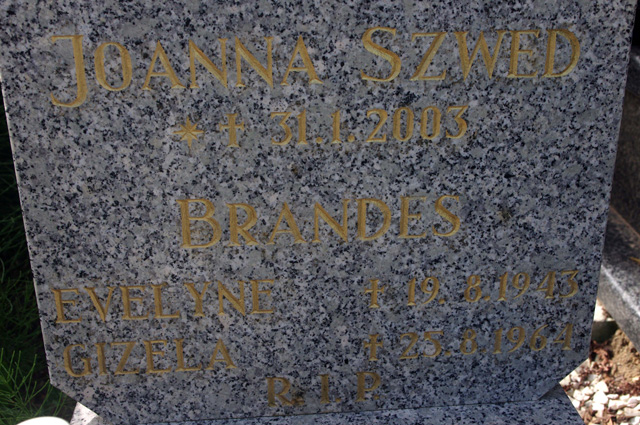 JOANNA SZWED
* † 31.1.2003
BRANDES
EVELYNE † 19. 8.1943
GIZELA † 25.8.1964
R.I.P.